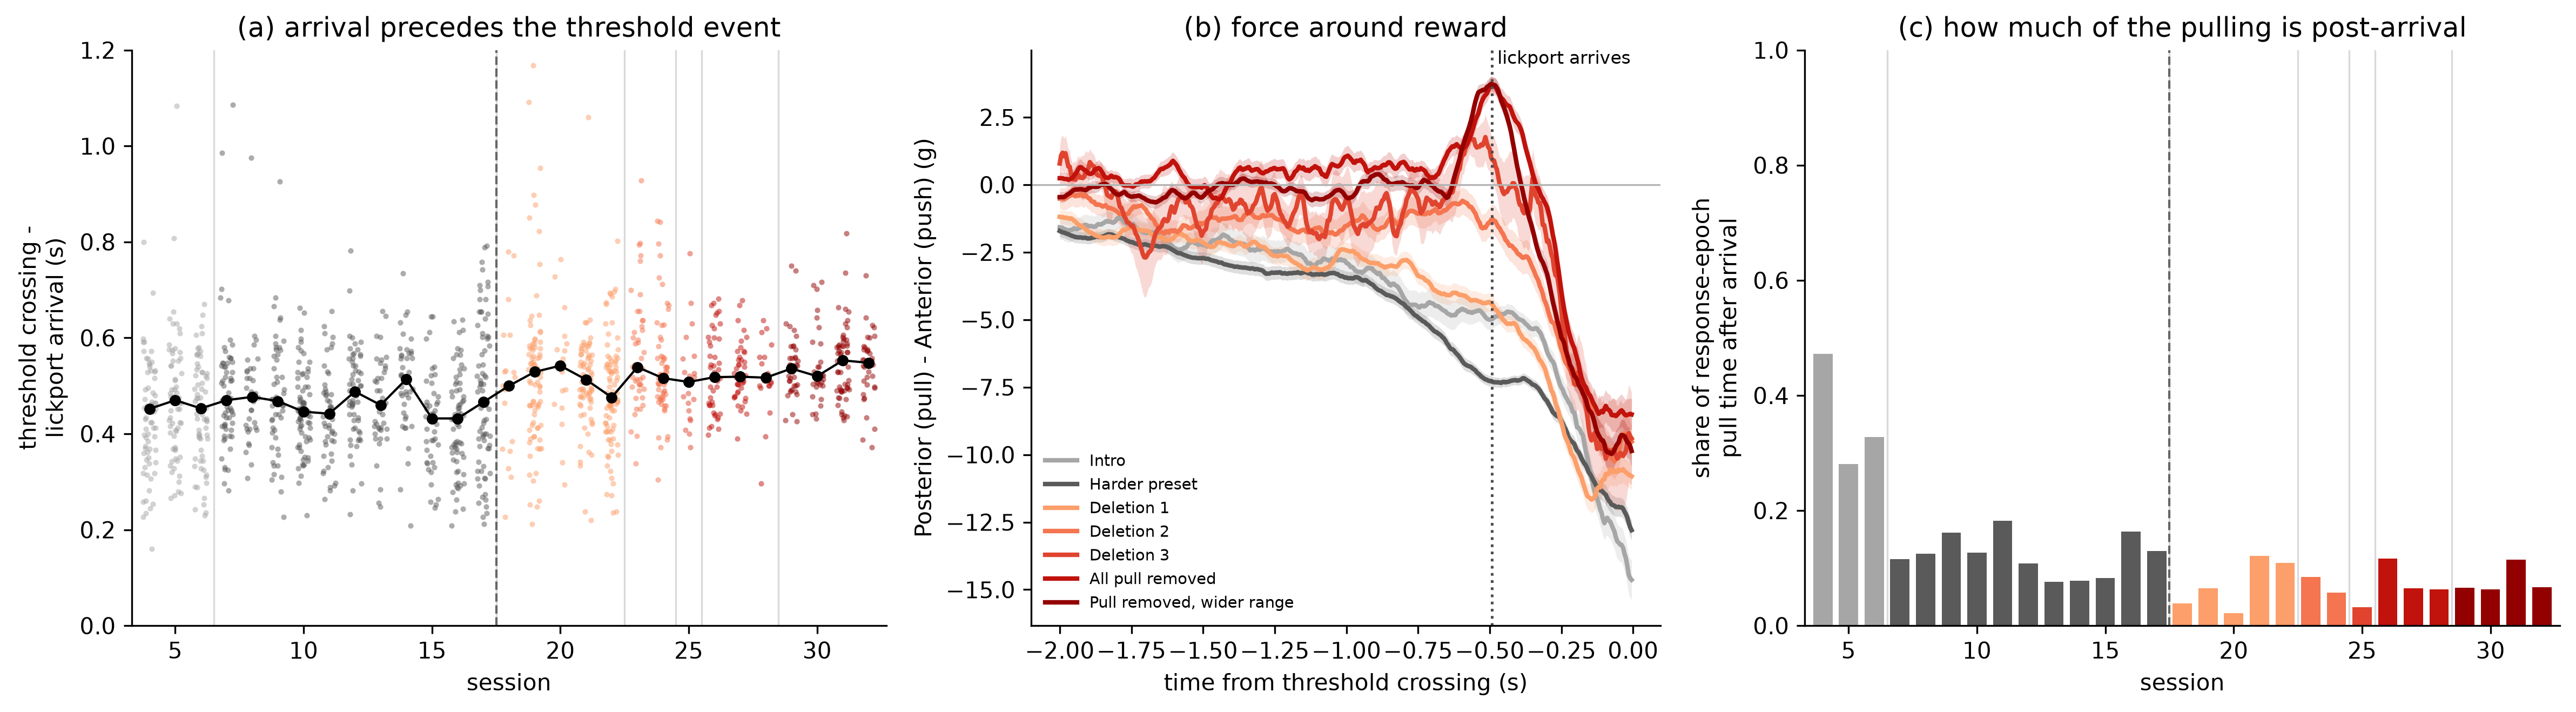 (a) arrival precedes the threshold event
threshold crossing -
lickport arrival (s)
1.2
1.0
0.8
0.6
0.4
0.2
0.0
5 10 15 20 25 30
session
(b) force around reward
lickport arrives
Posterior (pull) - Anterior (push) (g)
2.5
0.0
−2.5
−5.0
−7.5
−10.0
−12.5
−15.0
Intro
Harder preset
Deletion 1
Deletion 2
Deletion 3
All pull removed
Pull removed, wider range
−2.00 −1.75 −1.50 −1.25 −1.00 −0.75 −0.50 −0.25 0.00
time from threshold crossing (s)
(c) how much of the pulling is post-arrival
share of response-epoch
pull time after arrival
1.0
0.8
0.6
0.4
0.2
0.0
5 10 15 20 25 30
session